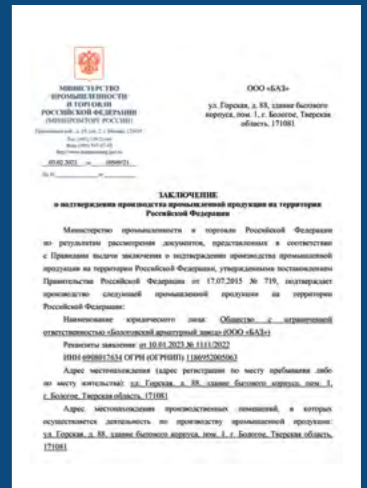 МИНИСТЕРСТВО
ПРОМЫШЛЕННОСТИ
И ТОРГОВЛИ
РОССИЙСКОЙ ФЕДЕРАЦИИ
(МИНПРОМТОРГ РОССИИ)
ООО «БАЗ»
ул. Горская, д. 88, здание бытового
корпуса, пом. 1, г. Бологое, Тверская
область, 171081
ЗАКЛЮЧЕНИЕ
о подтверждении производства промышленной продукции на территории
Российской Федерации
Министерство промышленности и торговли Российской Федерации
по результатам рассмотрения документов, представленных в соответствии
с Правилами выдачи заключения о подтверждении производства промышленной
продукции на территории Российской Федерации, утвержденными постановлением
Правительства Российской Федерации от 17.07.2015 № 719, подтверждает
производство следующей промышленной продукции на территории
Российской Федерации:
Наименование юридического лица: Общество с ограниченной
ответственностью «Бологовский арматурный завод» (ООО «БАЗ»)
Реквизиты заявления: от 10.01.2023 № 1111/2022
ИНН 6908017634 ОГРН (ОГРНИП) 1186952005063
Адрес местонахождения (адрес регистрации по месту пребывания либо
по месту жительства): ул. Горская, д. 88, здание бытового корпуса, пом. 1,
г. Бологое, Тверская область, 171081
Адрес местонахождения производственных помещений, в которых
осуществляется деятельность по производству промышленной продукции:
ул. Горская, д. 88, здание бытового корпуса, пом. 1, г. Бологое, Тверская область,
171081